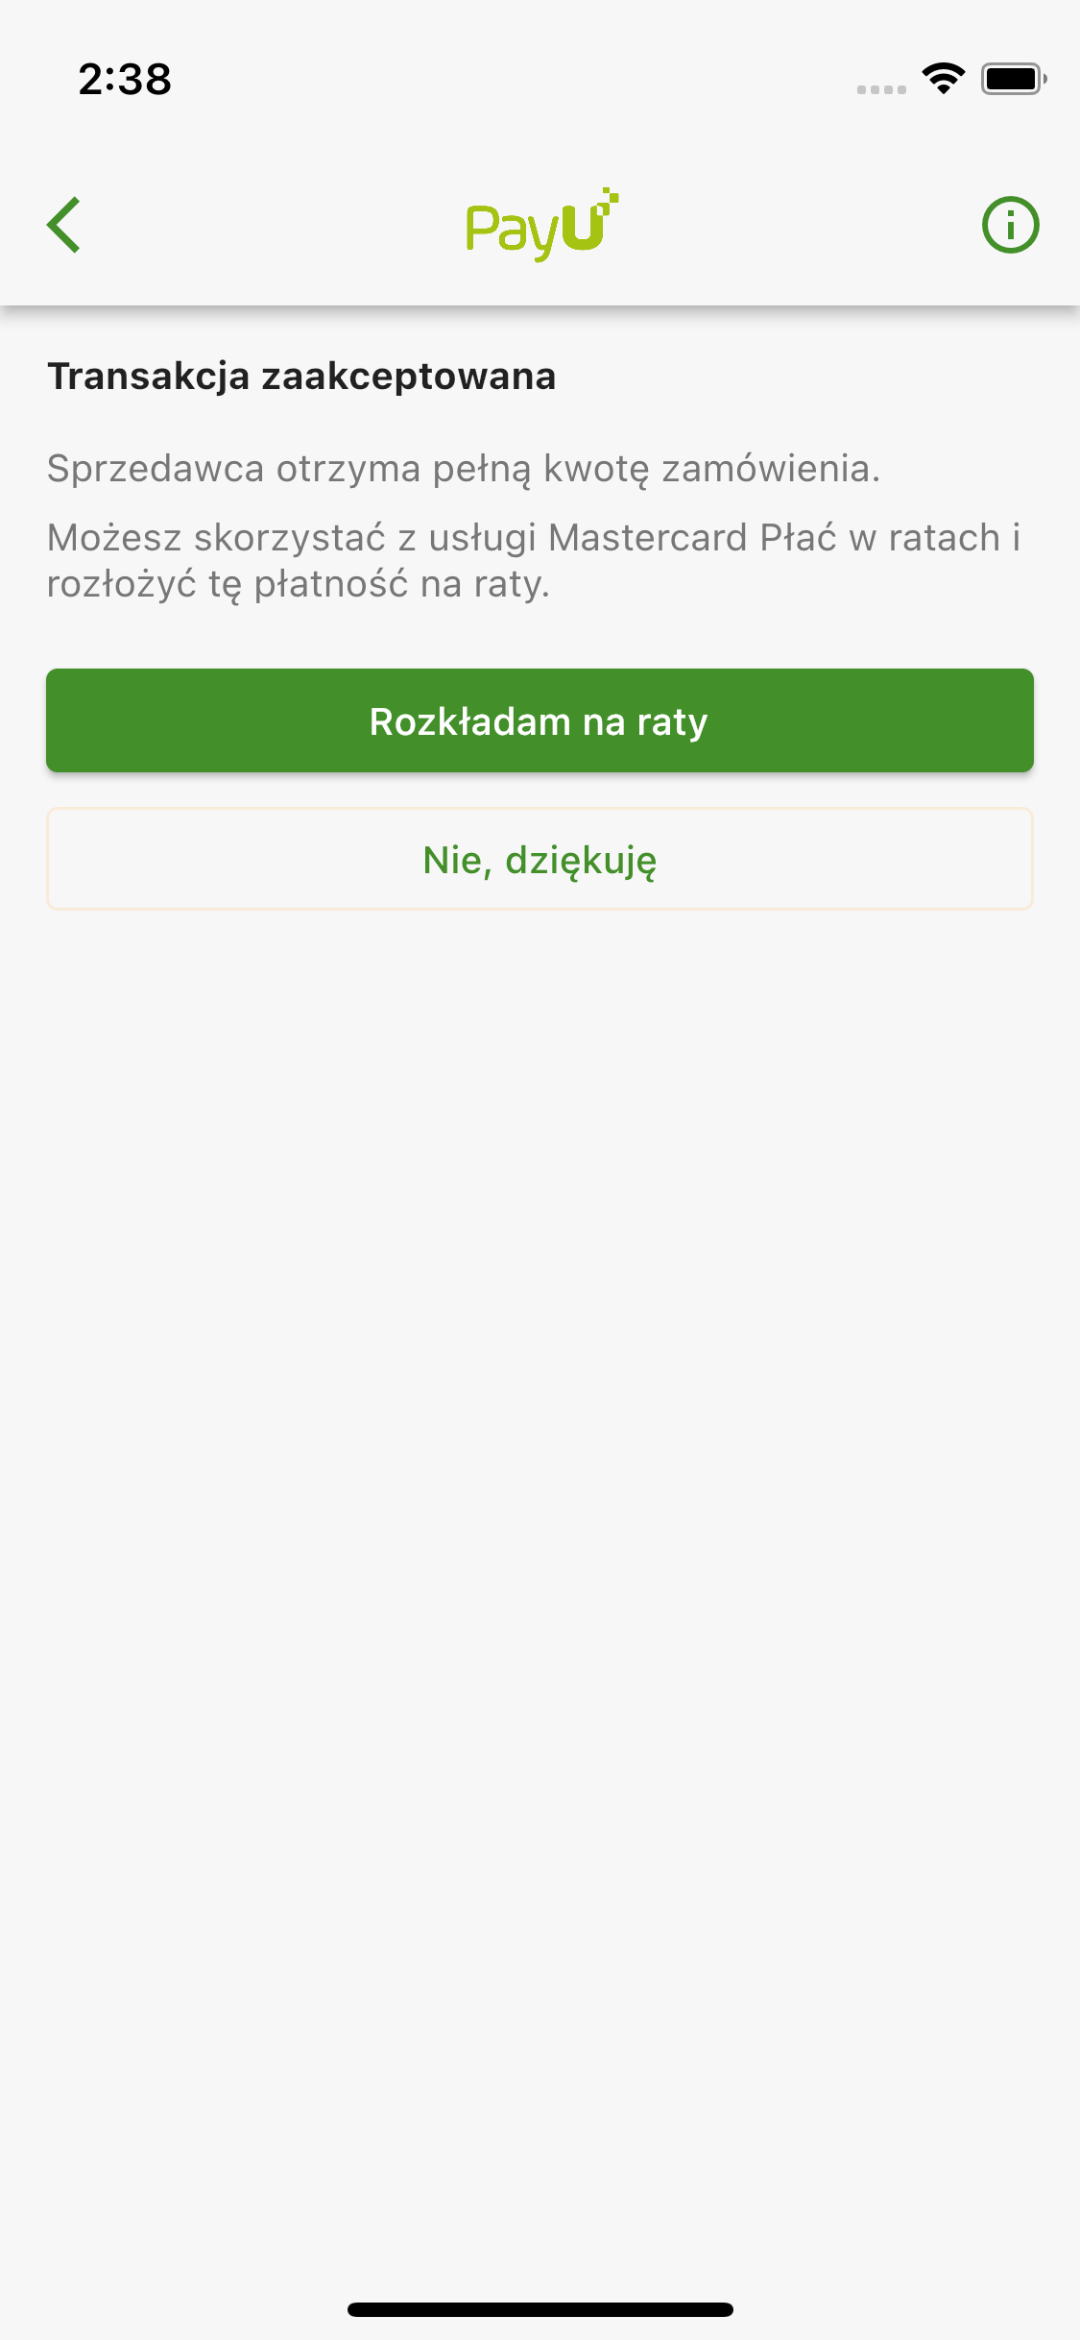 2:38
PayU
Transakcja zaakceptowana
Sprzedawca otrzyma pełną kwotę zamówienia.
Możesz skorzystać z usługi Mastercard Płać w ratach i
rozłożyć tę płatność na raty.
Rozkładam na raty
Nie, dziękuję